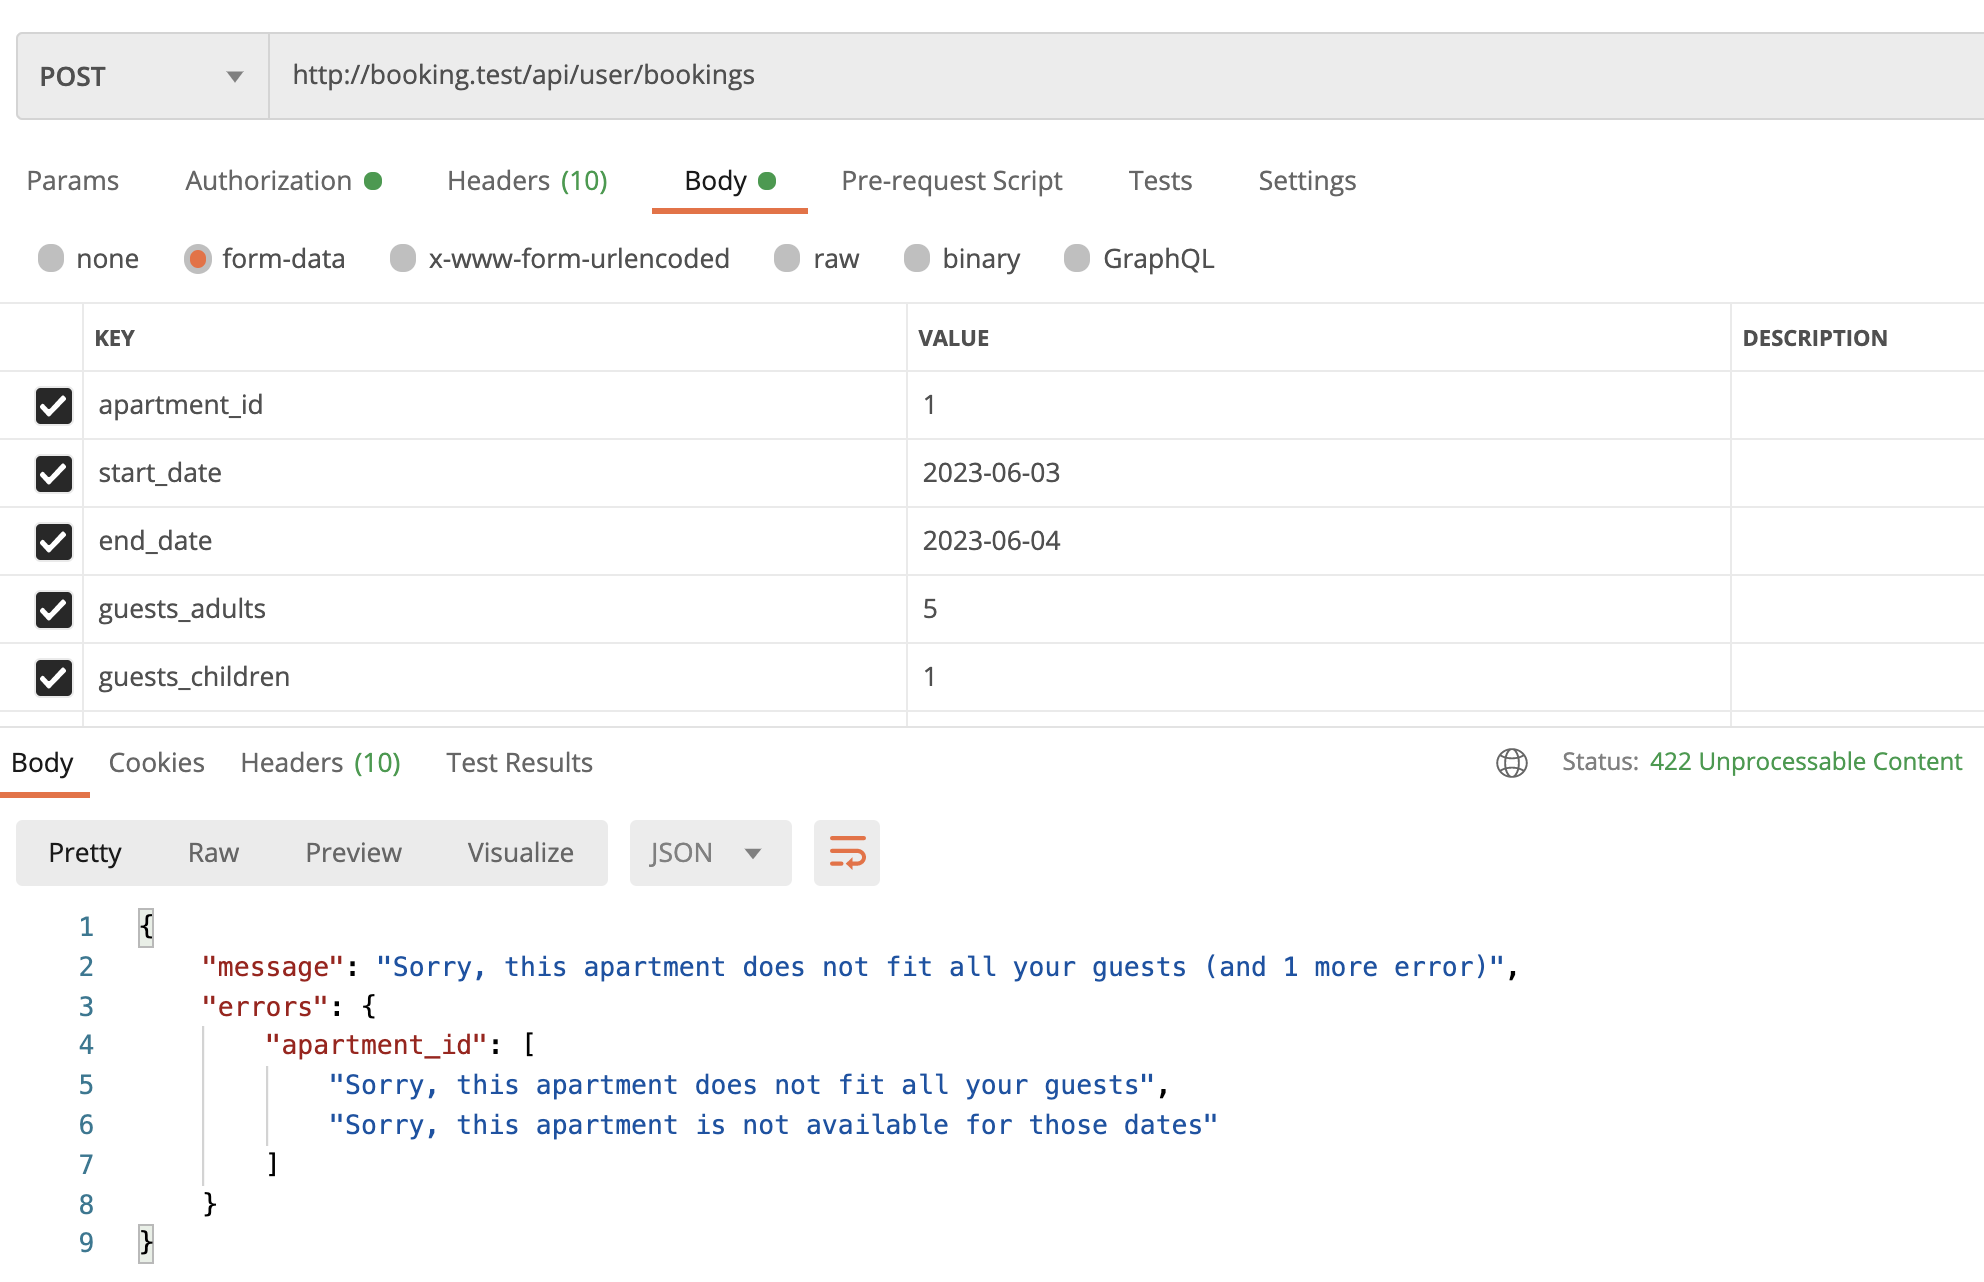 POST http://booking.test/api/user/bookings
Params Authorization Headers (10) Body Pre-request Script Tests Settings
none form-data x-www-form-urlencoded raw binary GraphQL
KEY VALUE DESCRIPTION
apartment_id 1
start_date 2023-06-03
end_date 2023-06-04
guests_adults 5
guests_children 1
Body Cookies Headers (10) Test Results Status: 422 Unprocessable Content
Pretty Raw Preview Visualize JSON
1 {
2 "message": "Sorry, this apartment does not fit all your guests (and 1 more error)",
3 "errors": {
4 "apartment_id": [
5 "Sorry, this apartment does not fit all your guests",
6 "Sorry, this apartment is not available for those dates"
7 ]
8 }
9 }